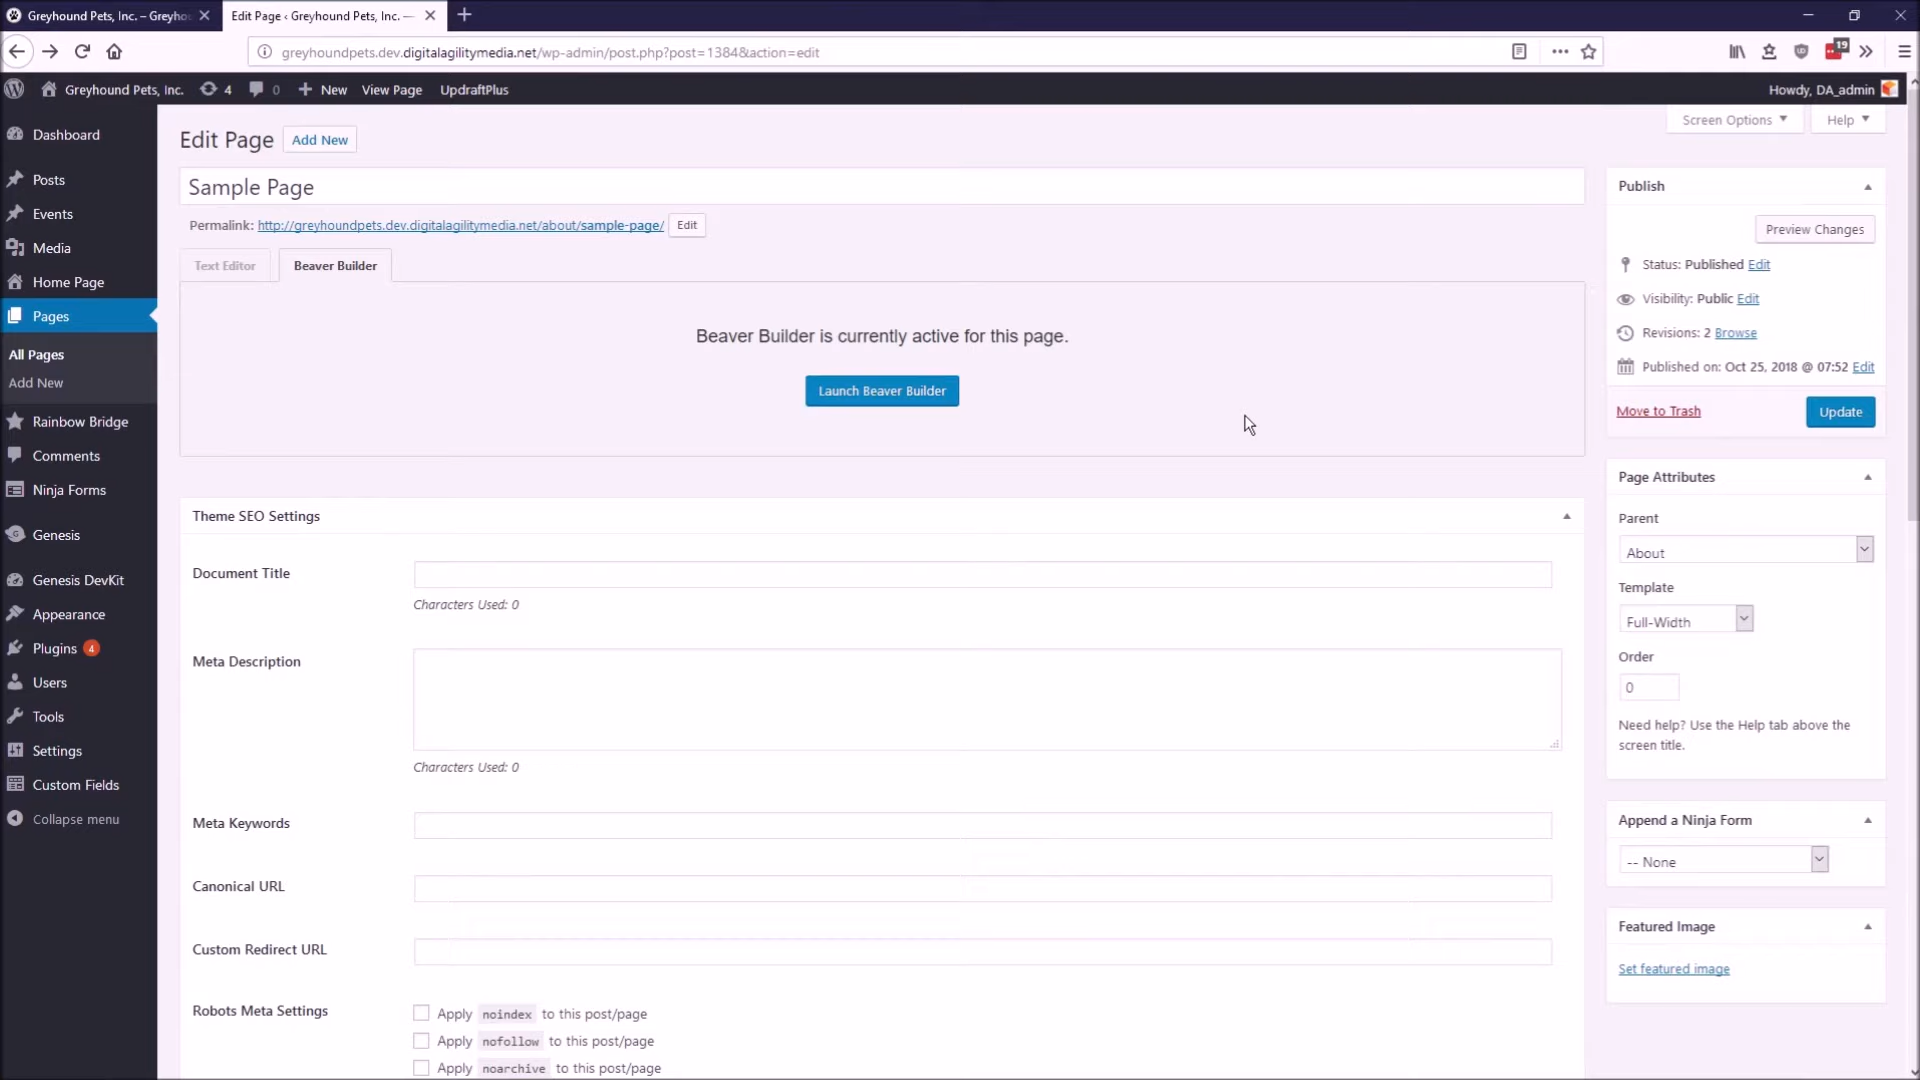 Greyhound Pets, Inc. – Greyho
Edit Page ‹ Greyhound Pets, Inc. —
greyhoundpets.dev.digitalagilitymedia.net/wp-admin/post.php?post=1384&action=edit
19
Greyhound Pets, Inc.
4
0
New
View Page
UpdraftPlus
Howdy, DA_admin
Dashboard
Posts
Events
Media
Home Page
Pages
All Pages
Add New
Rainbow Bridge
Comments
Ninja Forms
Genesis
Genesis DevKit
Appearance
Plugins 4
Users
Tools
Settings
Custom Fields
Collapse menu
Screen Options
Help
Edit Page
Add New
Sample Page
Permalink: http://greyhoundpets.dev.digitalagilitymedia.net/about/sample-page/ Edit
Text Editor
Beaver Builder
Beaver Builder is currently active for this page.
Launch Beaver Builder
Theme SEO Settings
Document Title
Characters Used: 0
Meta Description
Characters Used: 0
Meta Keywords
Canonical URL
Custom Redirect URL
Robots Meta Settings
Apply noindex to this post/page
Apply nofollow to this post/page
Apply noarchive to this post/page
Publish
Preview Changes
Status: Published Edit
Visibility: Public Edit
Revisions: 2 Browse
Published on: Oct 25, 2018 @ 07:52 Edit
Move to Trash
Update
Page Attributes
Parent
About
Template
Full-Width
Order
0
Need help? Use the Help tab above the
screen title.
Append a Ninja Form
-- None
Featured Image
Set featured image